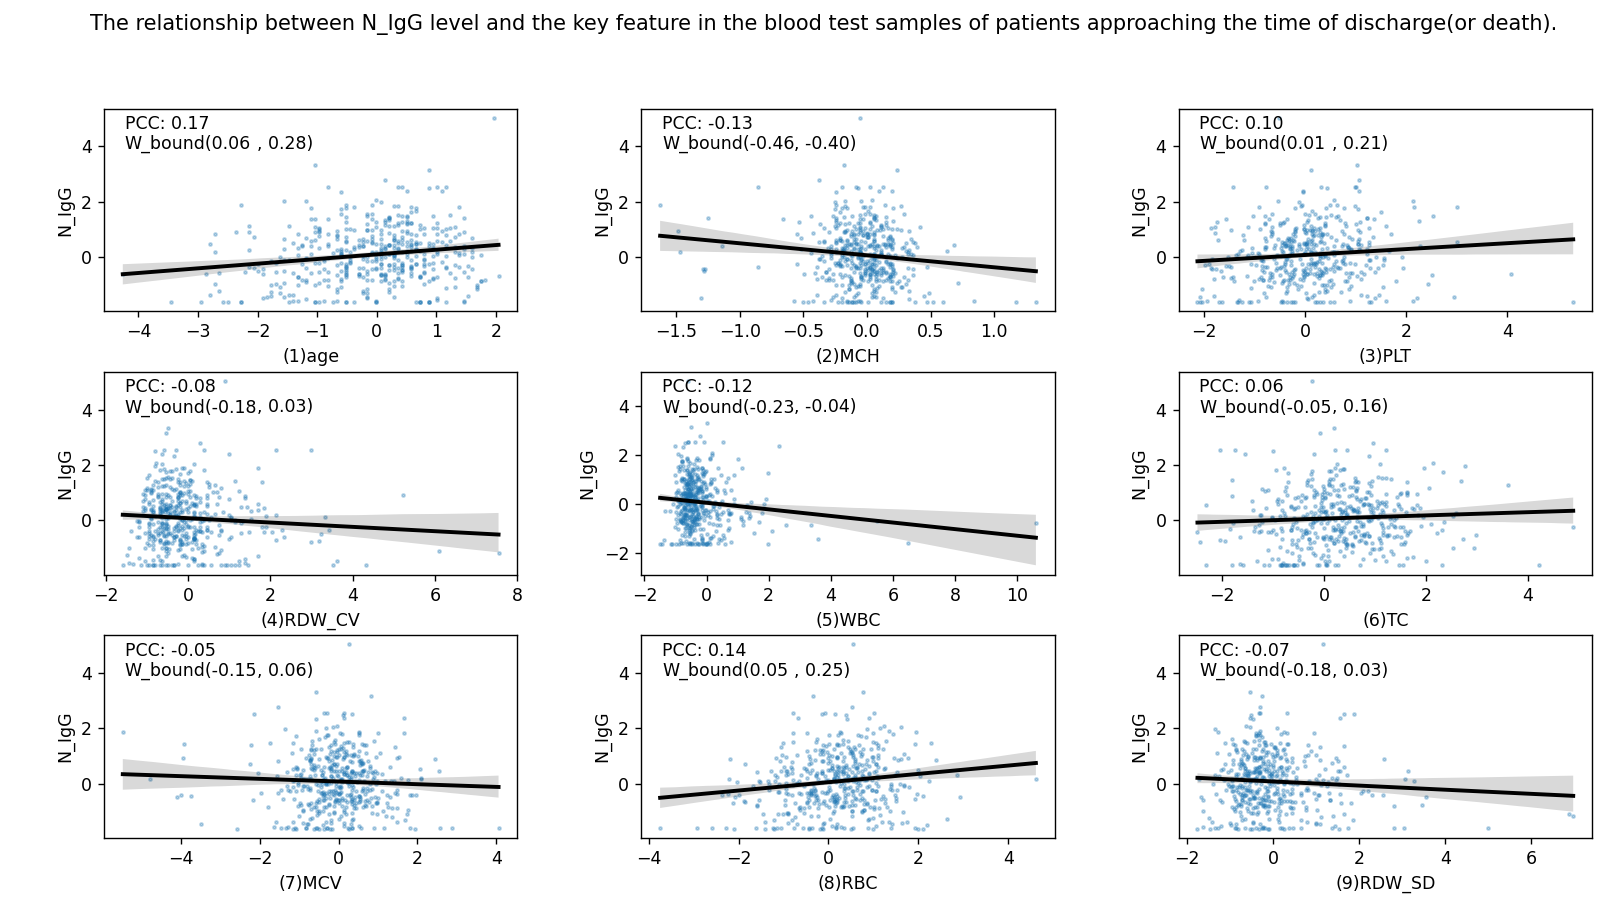 The relationship between N_IgG level and the key feature in the blood test samples of patients approaching the time of discharge(or death).
PCC: 0.17
W_bound(0.06 , 0.28)
N_IgG
4
2
0
−4 −3 −2 −1 0 1 2
(1)age
PCC: -0.13
W_bound(-0.46, -0.40)
N_IgG
4
2
0
−1.5 −1.0 −0.5 0.0 0.5 1.0
(2)MCH
PCC: 0.10
W_bound(0.01 , 0.21)
N_IgG
4
2
0
−2 0 2 4
(3)PLT
PCC: -0.08
W_bound(-0.18, 0.03)
N_IgG
4
2
0
−2 0 2 4 6 8
(4)RDW_CV
PCC: -0.12
W_bound(-0.23, -0.04)
N_IgG
4
2
0
−2
−2 0 2 4 6 8 10
(5)WBC
PCC: 0.06
W_bound(-0.05, 0.16)
N_IgG
4
2
0
−2 0 2 4
(6)TC
PCC: -0.05
W_bound(-0.15, 0.06)
N_IgG
4
2
0
−4 −2 0 2 4
(7)MCV
PCC: 0.14
W_bound(0.05 , 0.25)
N_IgG
4
2
0
−4 −2 0 2 4
(8)RBC
PCC: -0.07
W_bound(-0.18, 0.03)
N_IgG
4
2
0
−2 0 2 4 6
(9)RDW_SD